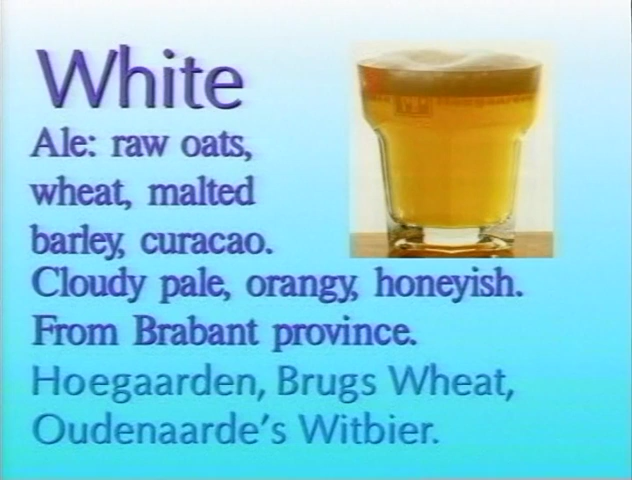 White
Ale: raw oats,
wheat, malted
barley, curacao.
Cloudy pale, orangy, honeyish.
From Brabant province.
Hoegaarden, Brugs Wheat,
Oudenaarde's Witbier.